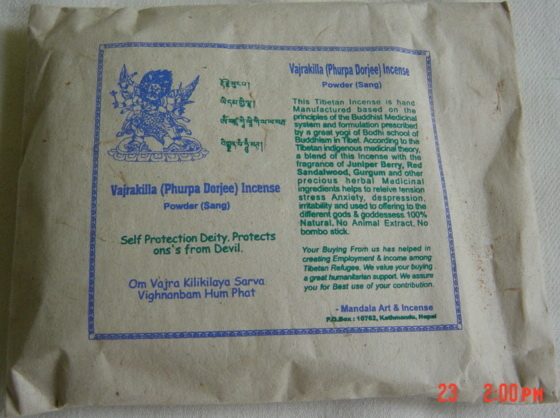 རྡོ་རྗེ་ཕུར་པ།
Vajrakilla (Phurpa Dorjee) Incense
Powder (Sang)
Self Protection Deity. Protects
ons's from Devil.
Om Vajra Kilikilaya Sarva
Vighnanbam Hum Phat
Vajrakilla (Phurpa Dorjee) Incense
Powder (Sang)
This Tibetan Incense is hand
Manufactured based on the
principles of the Buddhist Medicinal
system and formulation prescribed
by a great yogi of Bodhi school of
Buddhism in Tibet. According to the
Tibetan indigenous medicinal theory,
a blend of this Incense with the
fragrance of Juniper Berry, Red
Sandalwood, Gurgum and other
precious herbal Medicinal
ingredients helps to releive tension
stress Anxiety, despression,
irritability and used to offering to the
different gods & goddessess. 100%
Natural, No Animal Extract, No
bombo stick.
Your Buying From us has helped in
creating Employment & income among
Tibetan Refuges. We value your buying
a great humanitarian support. We assure
you for Best use of your contribution.
- Mandala Art & Incense
P.O.Box : 10762, Kathmandu, Nepal
23 2:00PM